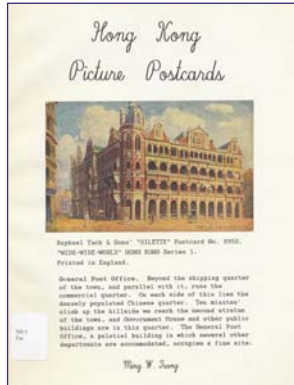 Hong Kong
Picture Postcards
Raphael Tuck & Sons' "OILETTE" Postcard No. 8950.
"WIDE-WIDE-WORLD" HONG KONG Series I.
Printed in England.
General Post Office. Beyond the shipping quarter
of the town, and parallel with it, runs the
commercial quarter. On each side of this lies the
densely populated Chinese quarter. Ten minutes'
climb up the hillside we reach the second stratum
of the town, and Government House and other public
buildings are in this quarter. The General Post
Office, a palatial building in which several other
departments are accommodated, occupies a fine site.
Ming W. Tsang